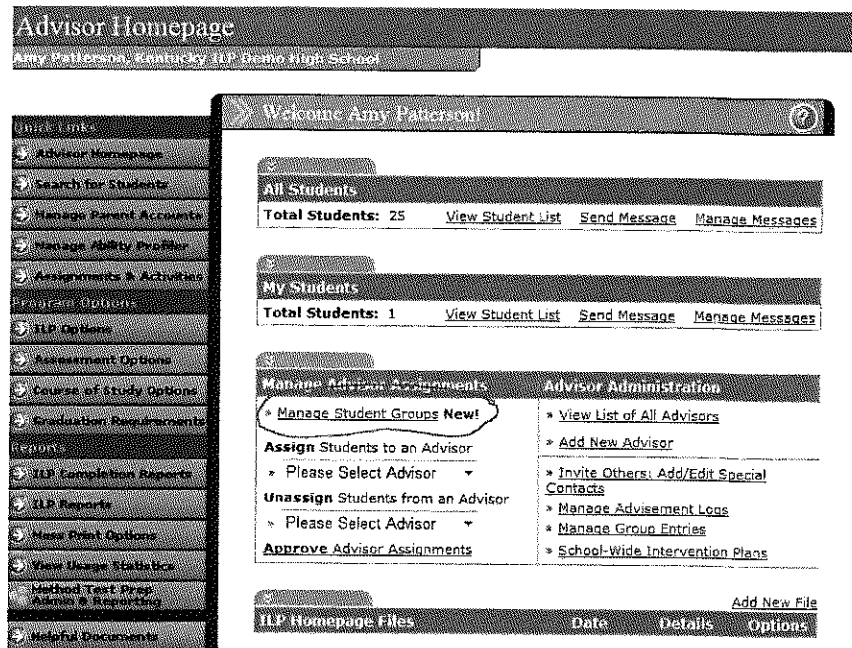 Advisor Homepage
Amy Patterson, Kentucky ILP Demo High School
Quick Links
Advisor Homepage
Search for Students
Manage Parent Accounts
Manage Ability Profiler
Assignments & Activities
Program Options
ILP Options
Assessment Options
Course of Study Options
Graduation Requirements
Reports
ILP Completion Reports
ILP Reports
Mass Print Options
View Usage Statistics
Method Test Prep
Admin & Reporting
Helpful Documents
Welcome Amy Patterson!
?
All Students
Total Students: 25 View Student List Send Message Manage Messages
My Students
Total Students: 1 View Student List Send Message Manage Messages
Manage Advisor Assignments
» Manage Student Groups New!
Assign Students to an Advisor
» Please Select Advisor
Unassign Students from an Advisor
» Please Select Advisor
Approve Advisor Assignments
Advisor Administration
» View List of All Advisors
» Add New Advisor
» Invite Others: Add/Edit Special
Contacts
» Manage Advisement Logs
» Manage Group Entries
» School-Wide Intervention Plans
Add New File
ILP Homepage Files Date Details Options